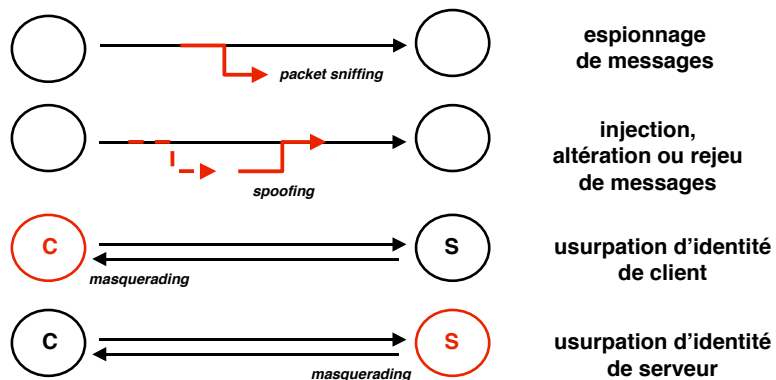 espionnage
de messages
packet sniffing
injection,
altération ou rejeu
de messages
spoofing
C
S
usurpation d'identité
de client
masquerading
C
S
usurpation d'identité
de serveur
masquerading